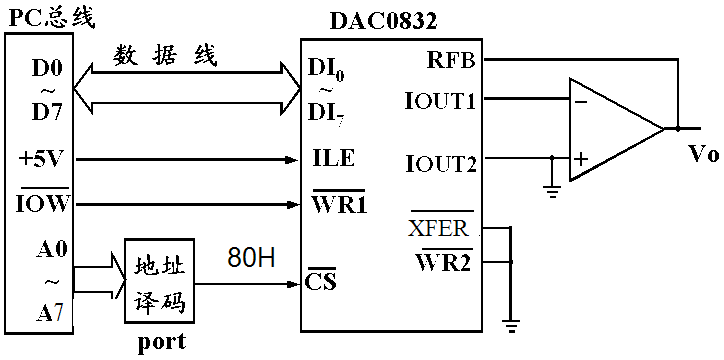 PC总线
DAC0832
D0
~
D7
数据线
DI0
~
DI7
RFB
IOUT1
−
+5V
ILE
IOUT2
+
Vo
IOW
WR1
XFER
A0
~
A7
地址
译码
80H
CS
WR2
port